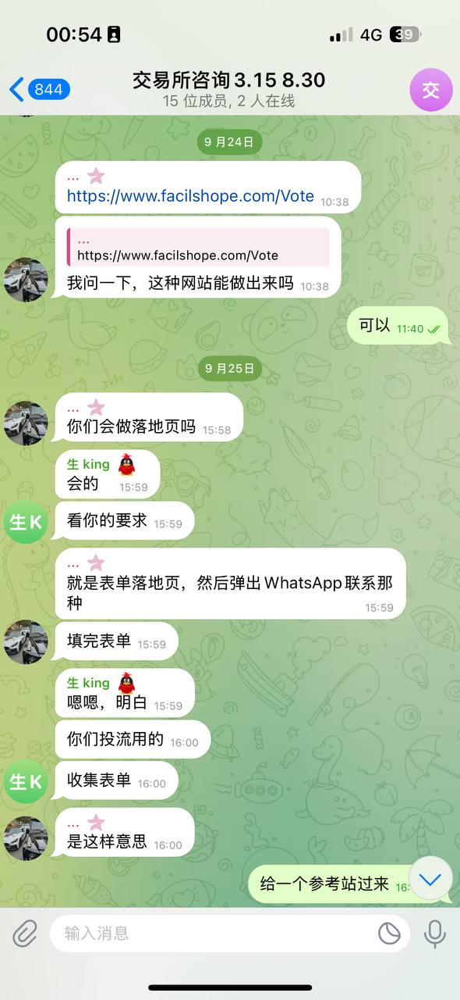 00:54
4G
39
844
交易所咨询3.15 8.30
15 位成员, 2 人在线
交
9 月24日
...
https://www.facilshope.com/Vote 10:38
...
https://www.facilshope.com/Vote
我问一下，这种网站能做出来吗 10:38
可以 11:40
9 月25日
...
你们会做落地页吗 15:58
生 king
会的 15:59
生K
看你的要求 15:59
...
就是表单落地页，然后弹出WhatsApp联系那
种 15:59
填完表单 15:59
生 king
嗯嗯，明白 15:59
你们投流用的 16:00
生K
收集表单 16:00
...
是这样意思 16:00
给一个参考站过来 16:
输入消息